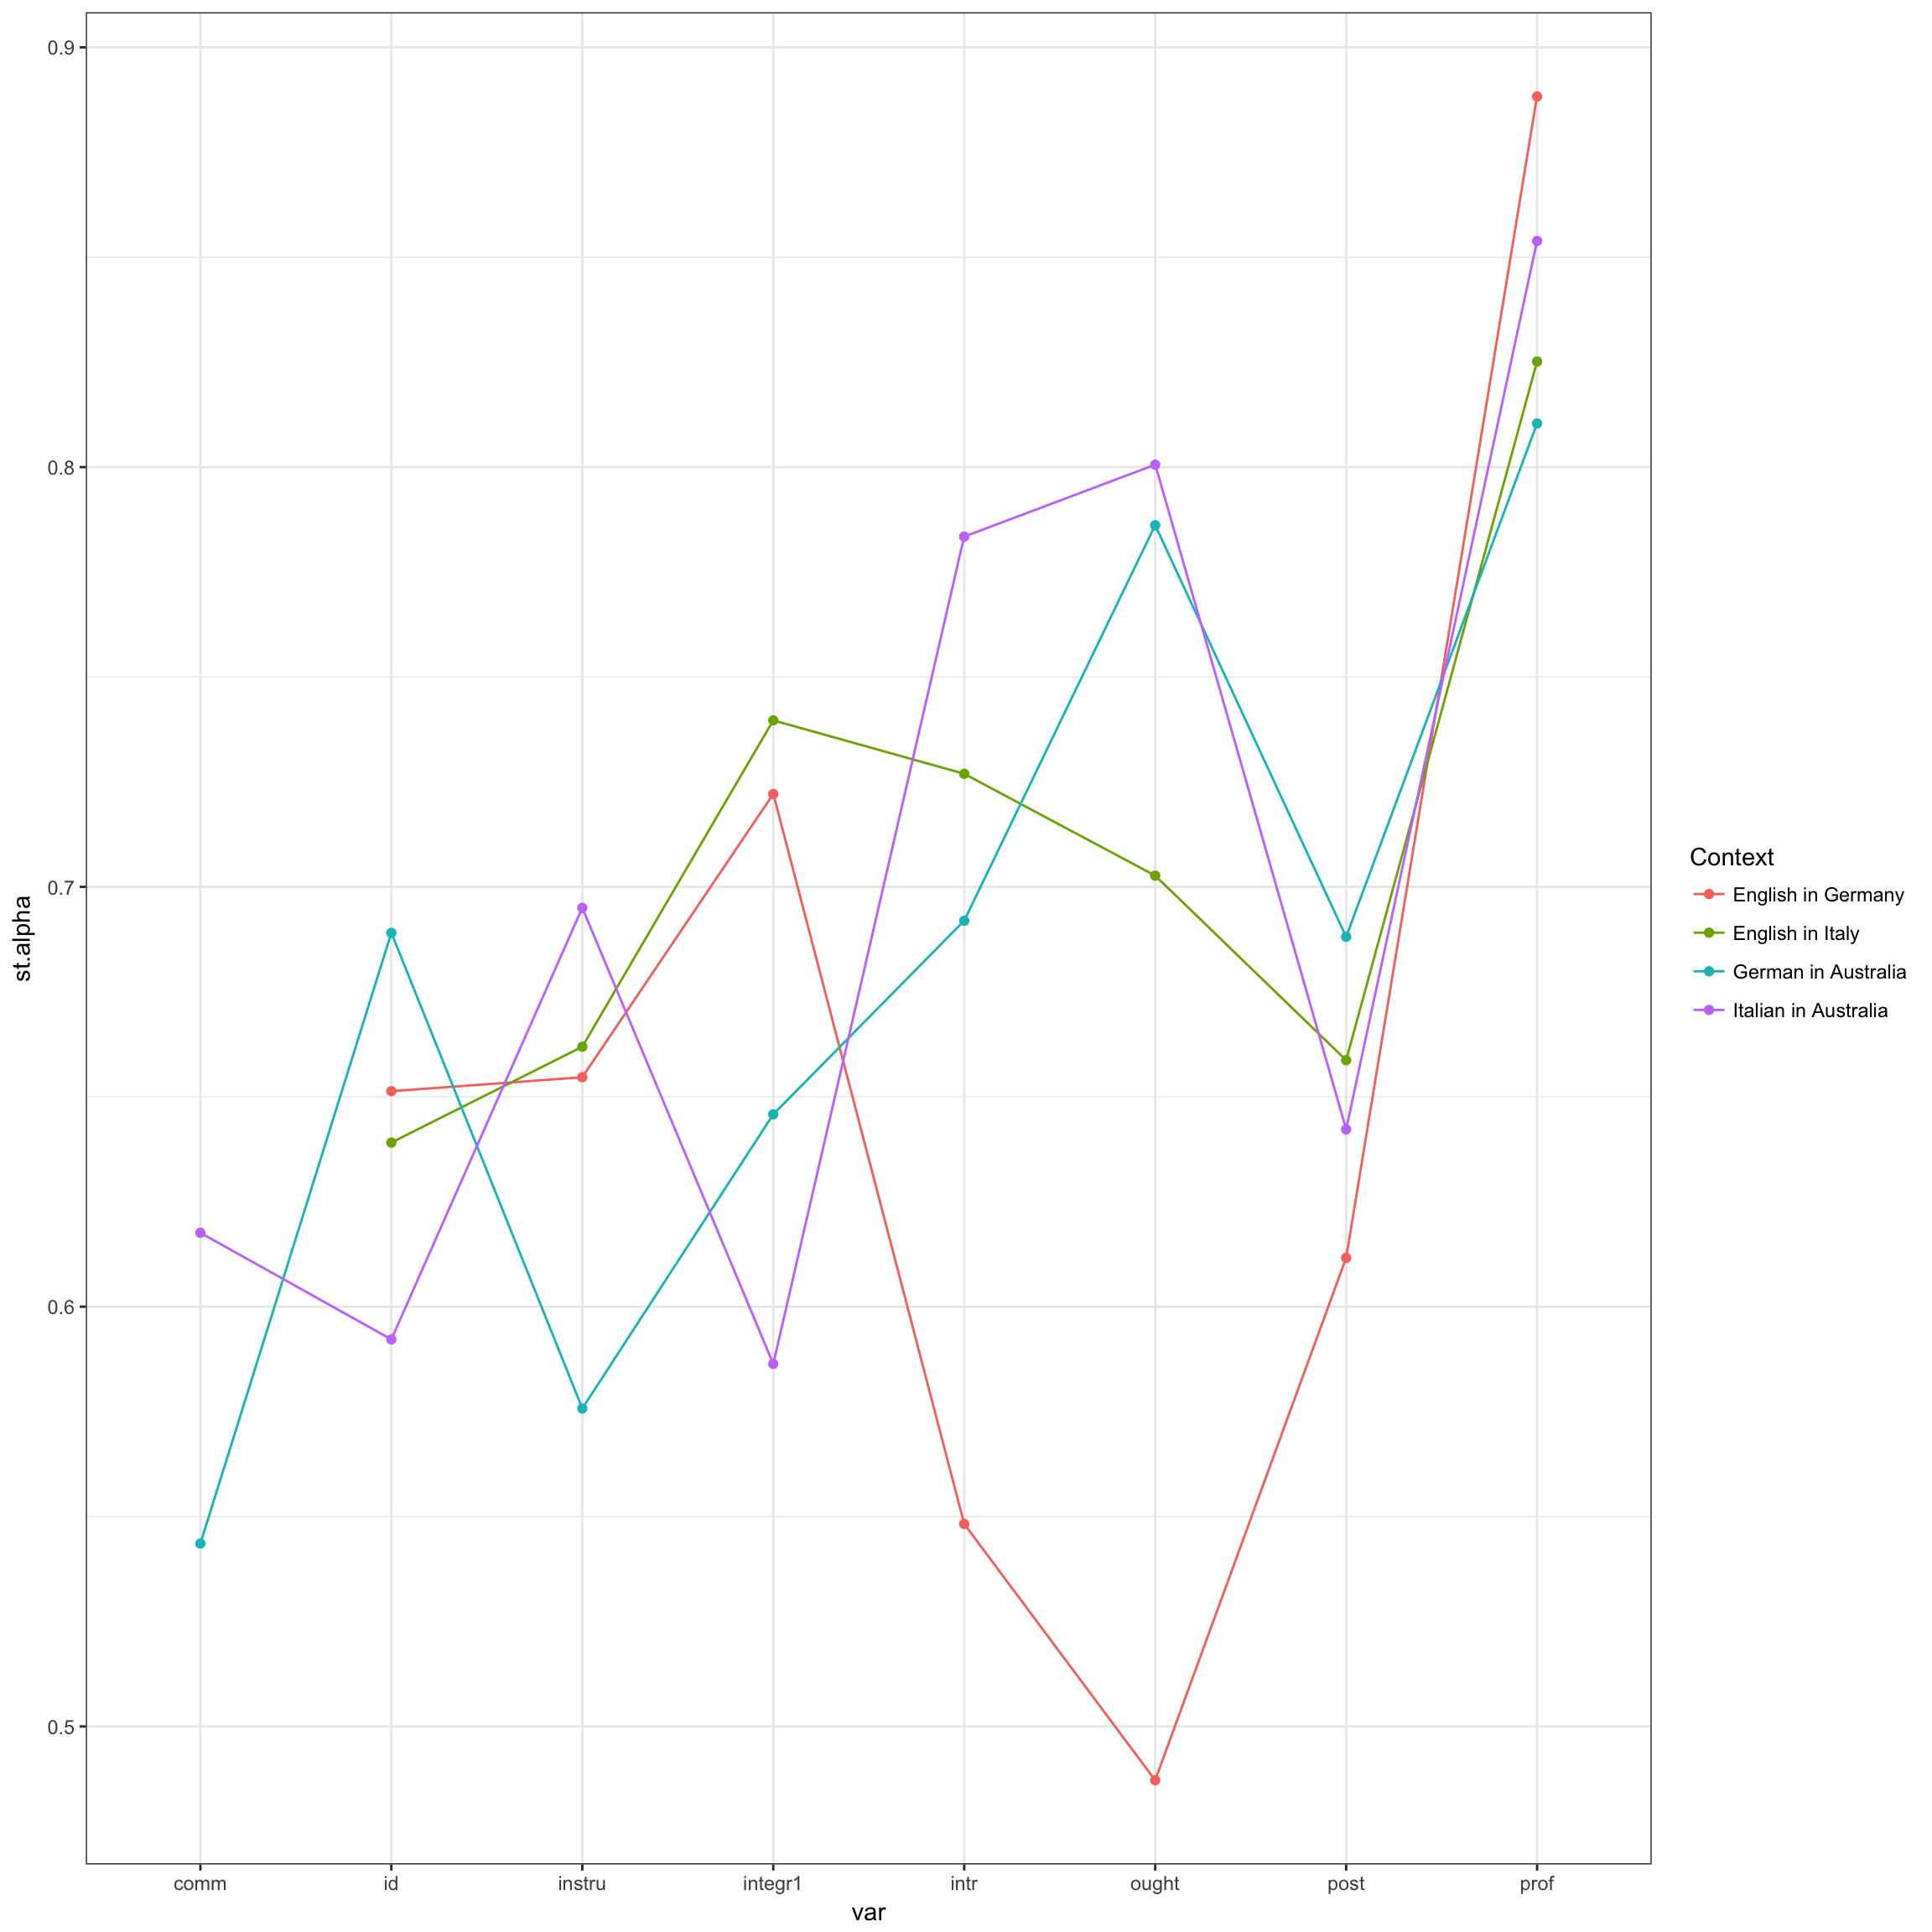 0.9
0.8
0.7
0.6
0.5
st.alpha
comm id instru integr1 intr ought post prof
var
Context
English in Germany
English in Italy
German in Australia
Italian in Australia